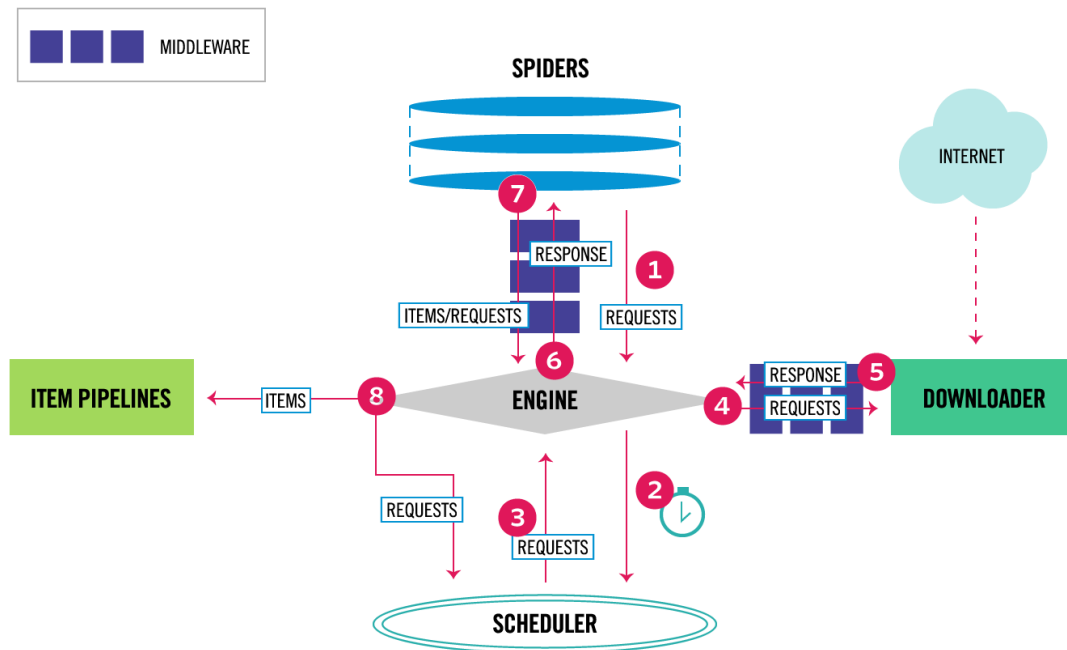 MIDDLEWARE
SPIDERS
INTERNET
7
RESPONSE
1
ITEMS/REQUESTS
REQUESTS
6
ITEM PIPELINES
ITEMS
8
ENGINE
4
RESPONSE
5
REQUESTS
DOWNLOADER
REQUESTS
3
REQUESTS
2
SCHEDULER